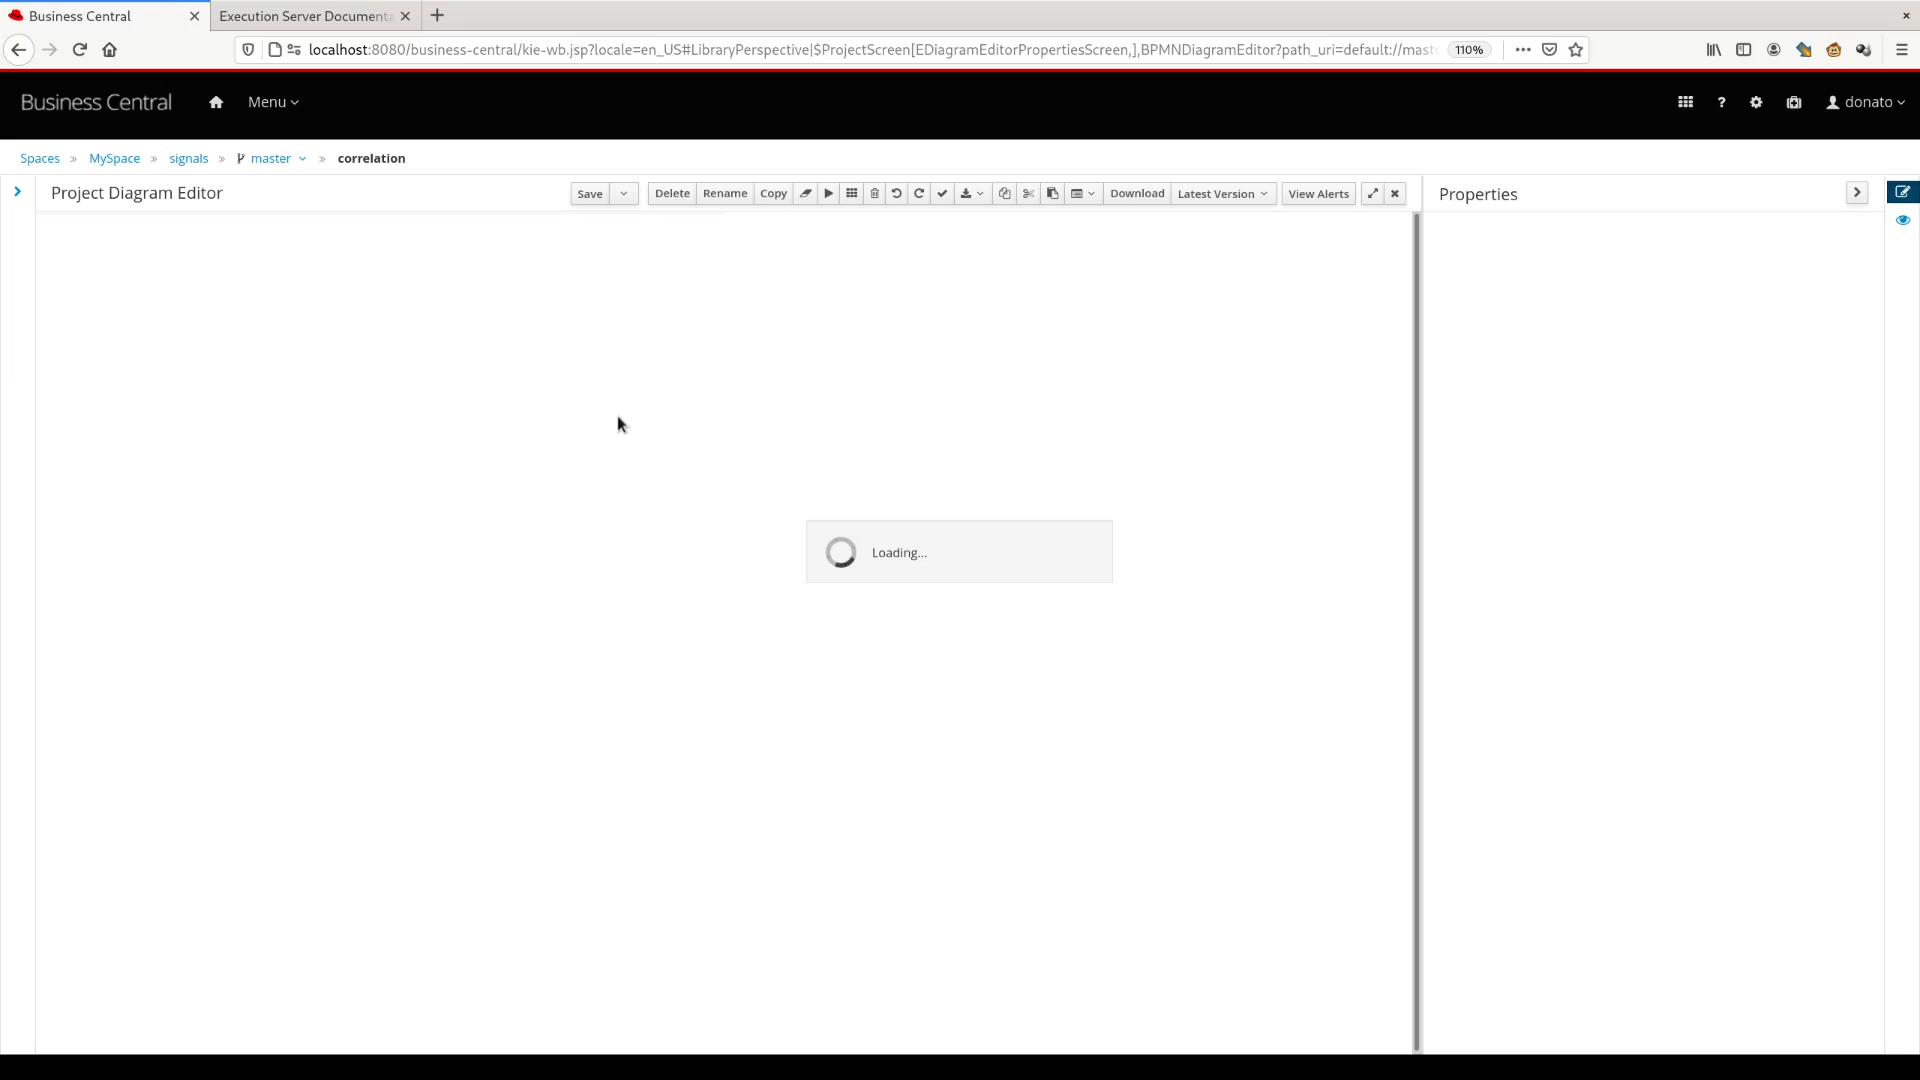 Business Central
Execution Server Documenta
localhost:8080/business-central/kie-wb.jsp?locale=en_US#LibraryPerspective|$ProjectScreen[EDiagramEditorPropertiesScreen,],BPMNDiagramEditor?path_uri=default://maste
110%
Business Central
Menu
donato
Spaces » MySpace » signals » master » correlation
Project Diagram Editor
Save
Delete
Rename
Copy
Download
Latest Version
View Alerts
Properties
Loading...